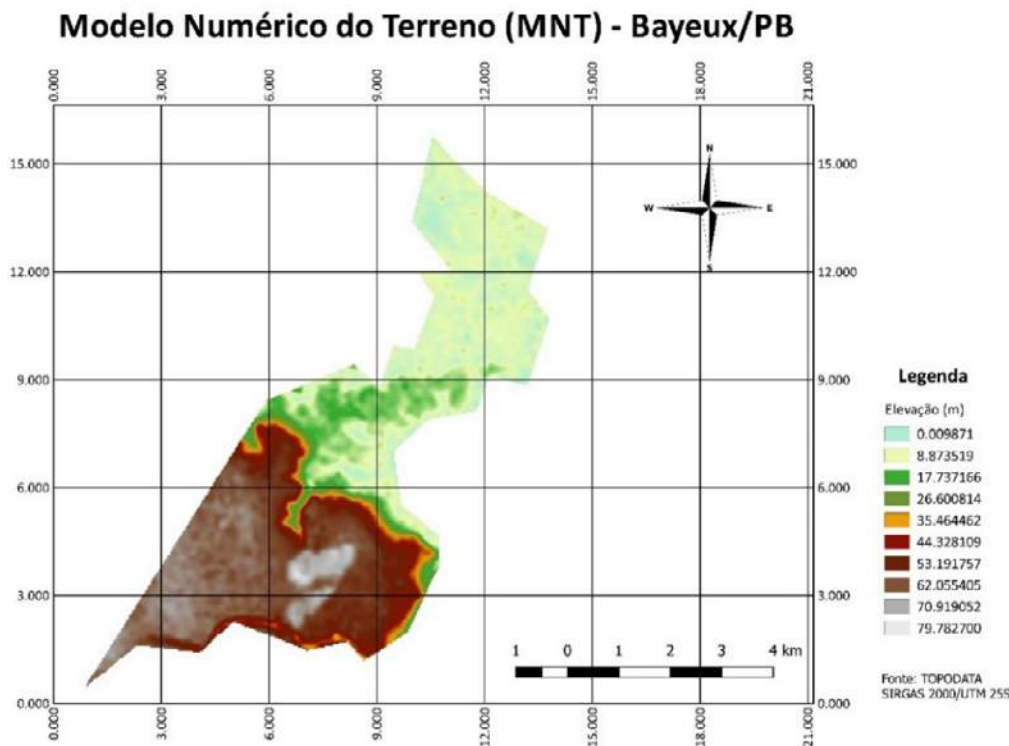 Modelo Numérico do Terreno (MNT) - Bayeux/PB
0.000 3.000 6.000 9.000 12.000 15.000 18.000 21.000
15.000 15.000
N
W E
S
12.000 12.000
9.000 9.000
6.000 6.000
3.000 3.000
0.000 0.000
1 0 1 2 3 4 km
0.000 3.000 6.000 9.000 12.000 15.000 18.000 21.000
Legenda
Elevação (m)
0.009871
8.873519
17.737166
26.600814
35.464462
44.328109
53.191757
62.055405
70.919052
79.782700
Fonte: TOPODATA
SIRGAS 2000/UTM 25S